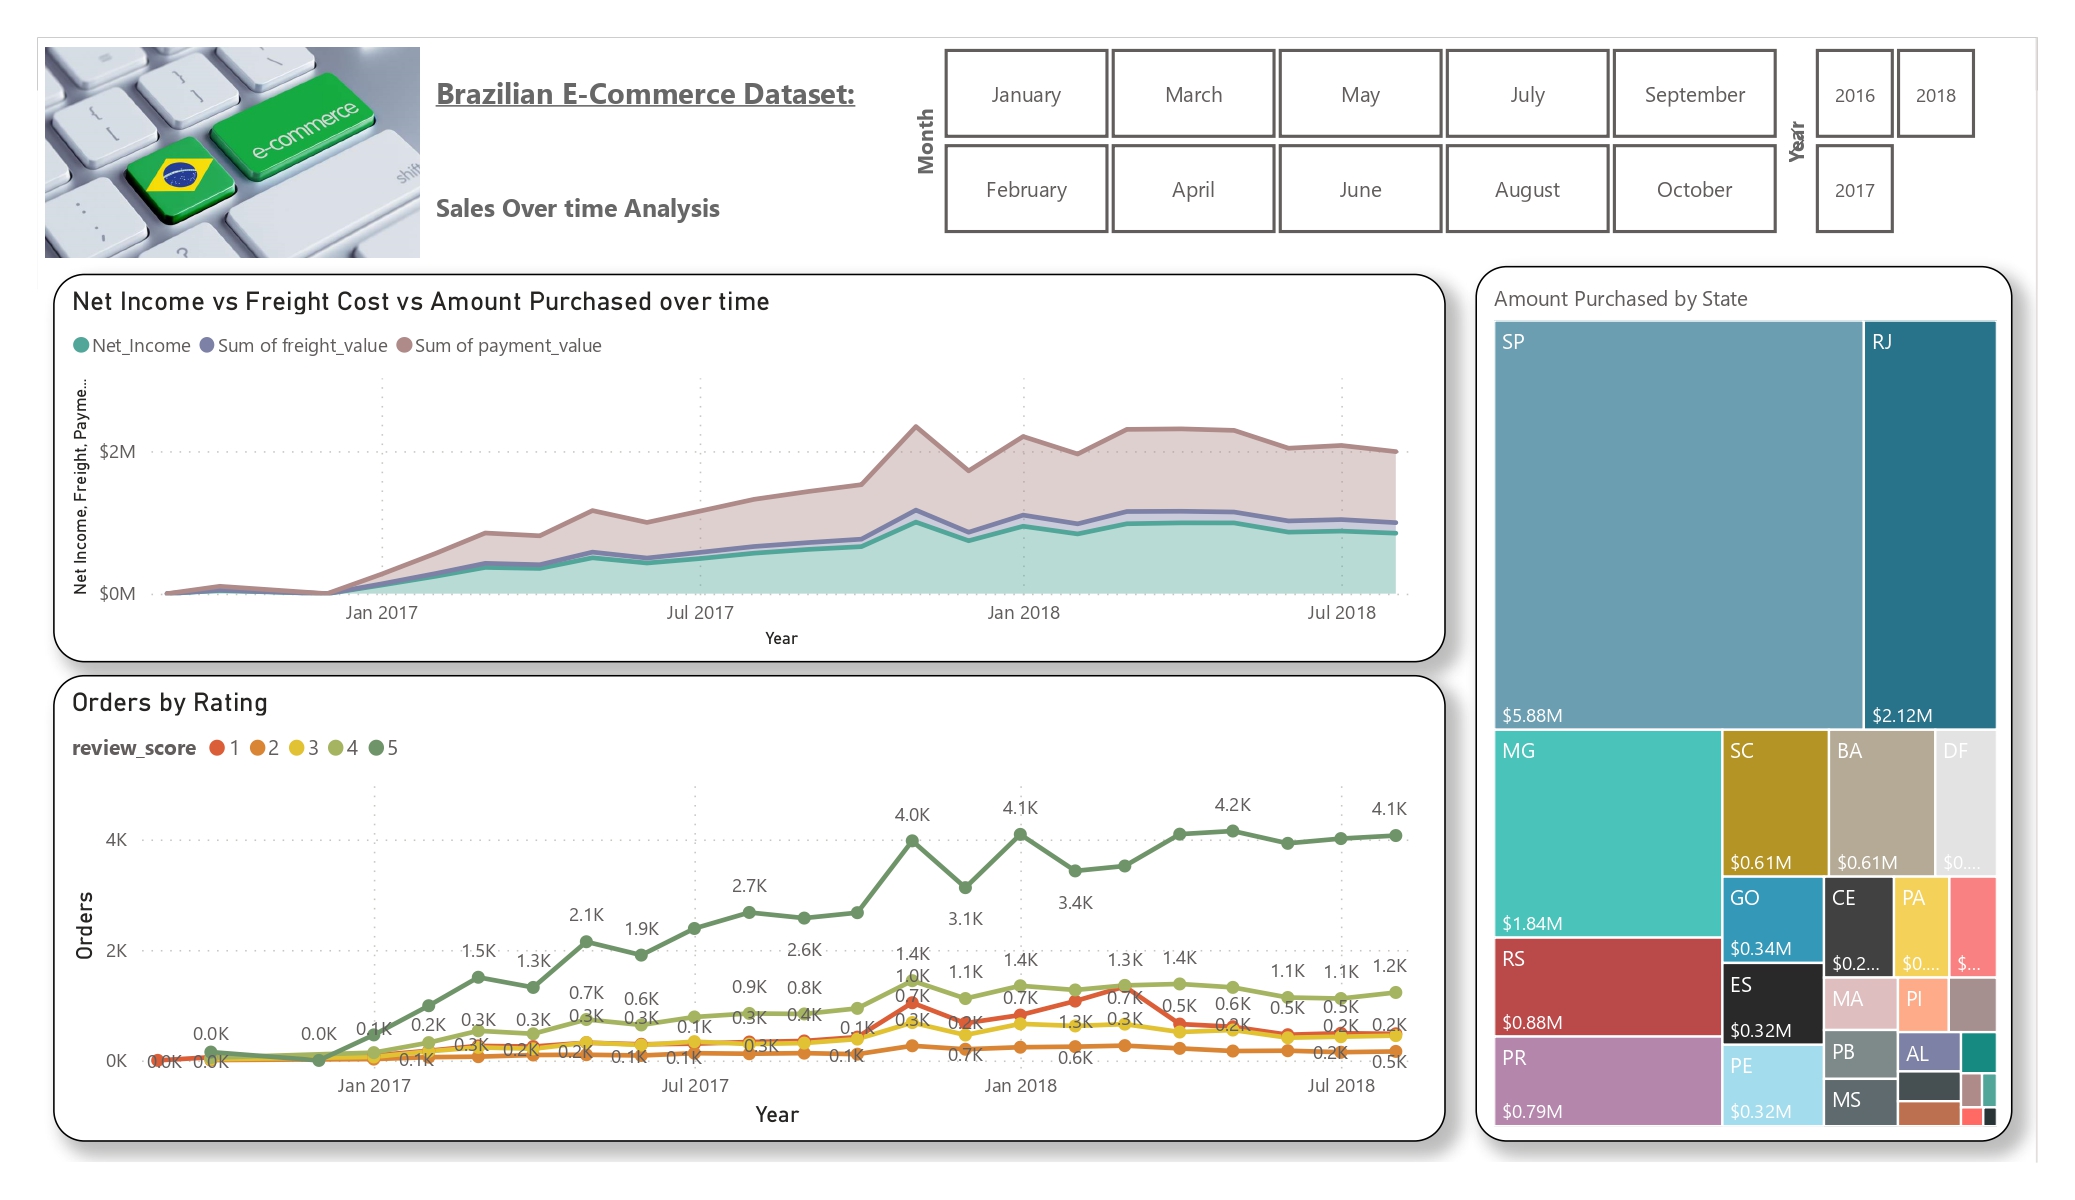 e-commerce
shift
Brazilian E-Commerce Dataset:
Sales Over time Analysis
Month
January
March
May
July
September
February
April
June
August
October
Year
2016
2018
2017
Net Income vs Freight Cost vs Amount Purchased over time
Net_Income
Sum of freight_value
Sum of payment_value
Net Income, Freight, Payme...
$2M
$0M
Jan 2017
Jul 2017
Jan 2018
Jul 2018
Year
Orders by Rating
review_score 1 2 3 4 5
Orders
4K
2K
0K
4.0K
4.1K
4.2K
4.1K
2.7K
2.1K
1.9K
3.1K
3.4K
1.5K
1.3K
2.6K
1.4K
1.0K
1.1K
1.4K
1.3K
1.4K
1.1K
1.1K
1.2K
0.7K
0.6K
0.9K
0.8K
0.7K
0.7K
0.7K
0.5K
0.6K
0.5K
0.5K
0.0K
0.0K
0.1K
0.2K
0.3K
0.3K
0.3K
0.3K
0.1K
0.3K
0.4K
0.1K
0.3K
0.2K
1.3K
0.3K
0.2K
0.2K
0.2K
0.0K
0.0K
0.1K
0.3K
0.2K
0.2K
0.1K
0.1K
0.3K
0.1K
0.7K
0.6K
0.2K
0.5K
Jan 2017
Jul 2017
Jan 2018
Jul 2018
Year
Amount Purchased by State
SP
$5.88M
RJ
$2.12M
MG
$1.84M
RS
$0.88M
PR
$0.79M
SC
$0.61M
BA
$0.61M
DF
$0....
GO
$0.34M
ES
$0.32M
PE
$0.32M
CE
$0.2...
PA
$0....
$...
MA
PI
PB
AL
MS